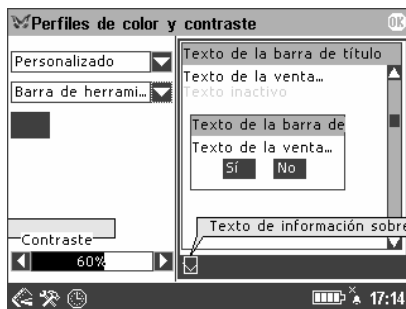 Perfiles de color y contraste
OK
Personalizado
Barra de herrami...
Texto de la barra de título
Texto de la venta...
Texto inactivo
Texto de la barra de
Texto de la venta...
Sí No
Texto de información sobre
Contraste
60%
17:14